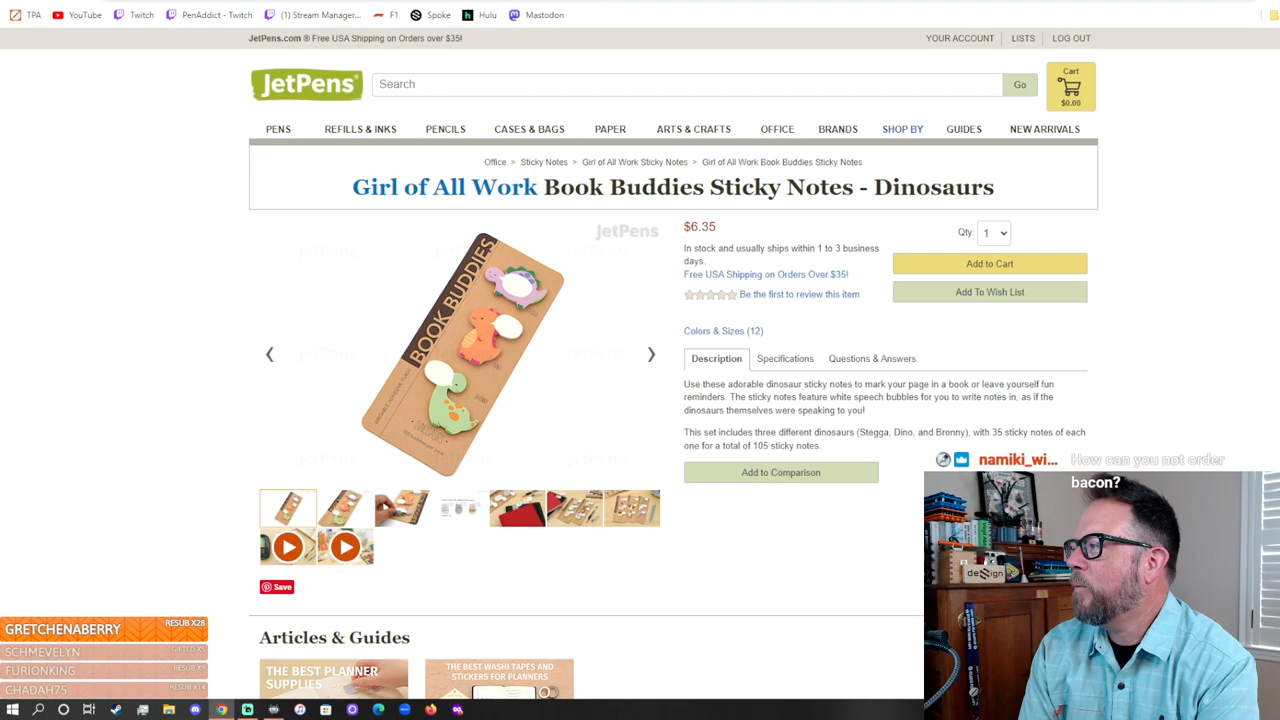 TPA YouTube Twitch PenAddict - Twitch (1) Stream Manager... F1 Spoke Hulu Mastodon
JetPens.com ® Free USA Shipping on Orders over $35! YOUR ACCOUNT LISTS LOG OUT
JetPens® Search Go
Cart
$0.00
PENS REFILLS & INKS PENCILS CASES & BAGS PAPER ARTS & CRAFTS OFFICE BRANDS SHOP BY GUIDES NEW ARRIVALS
Office > Sticky Notes > Girl of All Work Sticky Notes > Girl of All Work Book Buddies Sticky Notes
Girl of All Work Book Buddies Sticky Notes - Dinosaurs
JetPens
BOOK BUDDIES
$6.35
Qty: 1
In stock and usually ships within 1 to 3 business
days.
Free USA Shipping on Orders Over $35!
Add to Cart
Add To Wish List
Be the first to review this item
Colors & Sizes (12)
Description Specifications Questions & Answers
Use these adorable dinosaur sticky notes to mark your page in a book or leave yourself fun
reminders. The sticky notes feature white speech bubbles for you to write notes in, as if the
dinosaurs themselves were speaking to you!
This set includes three different dinosaurs (Stegga, Dino, and Bronny), with 35 sticky notes of each
one for a total of 105 sticky notes.
Add to Comparison
Save
namiki_wi... How can you not order
bacon?
Articles & Guides
THE BEST PLANNER
SUPPLIES
THE BEST WASHI TAPES AND
STICKERS FOR PLANNERS
GRETCHENABERRY RESUB X26
SCHMEVELYN GIFTED X5
FURIONKING RESUB X9
CHADAH75 RESUB X14